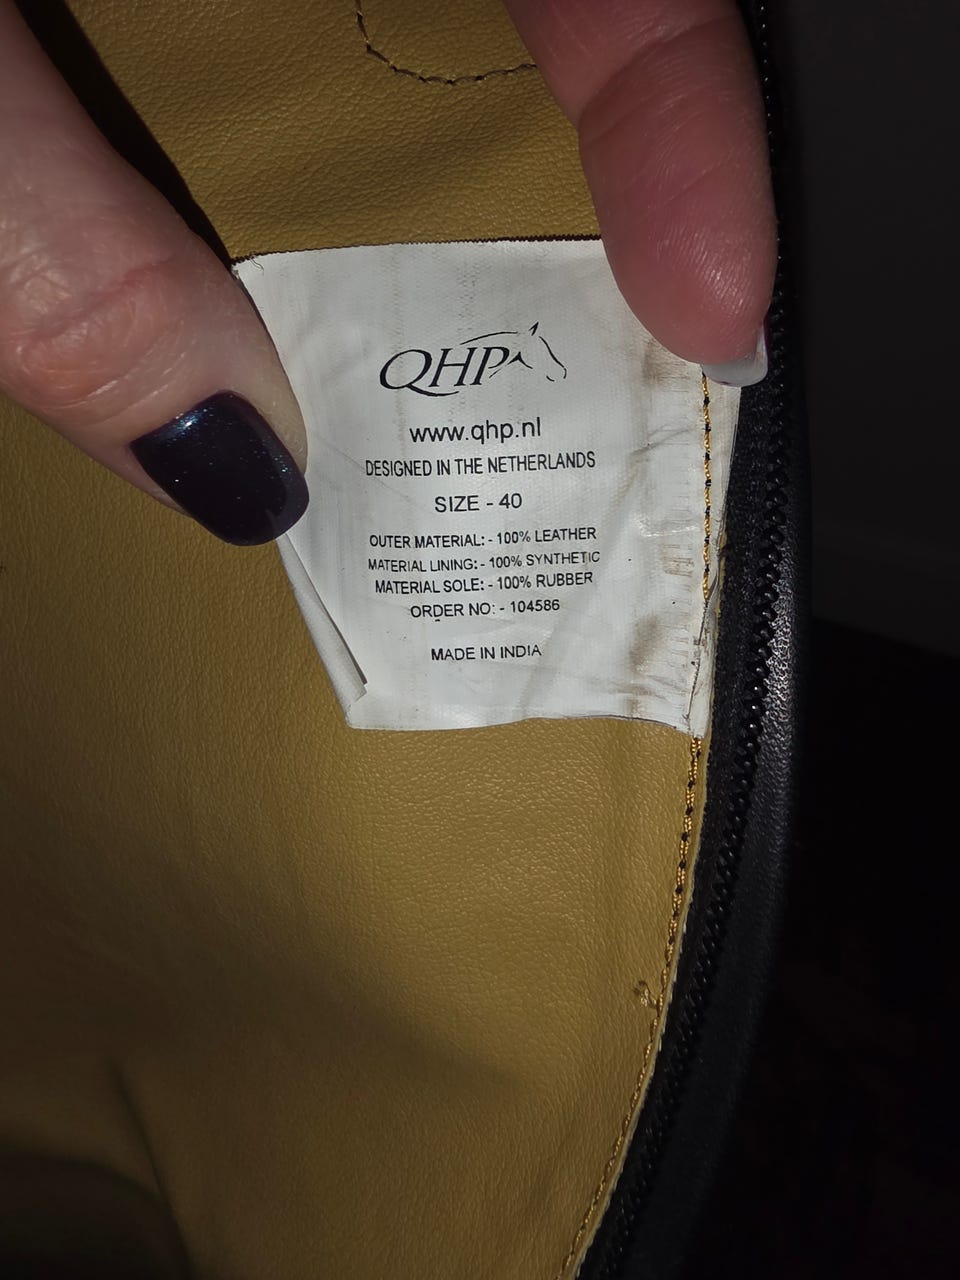 QHP
www.qhp.nl
DESIGNED IN THE NETHERLANDS
SIZE - 40
OUTER MATERIAL: - 100% LEATHER
MATERIAL LINING: - 100% SYNTHETIC
MATERIAL SOLE: - 100% RUBBER
ORDER NO: - 104586
MADE IN INDIA